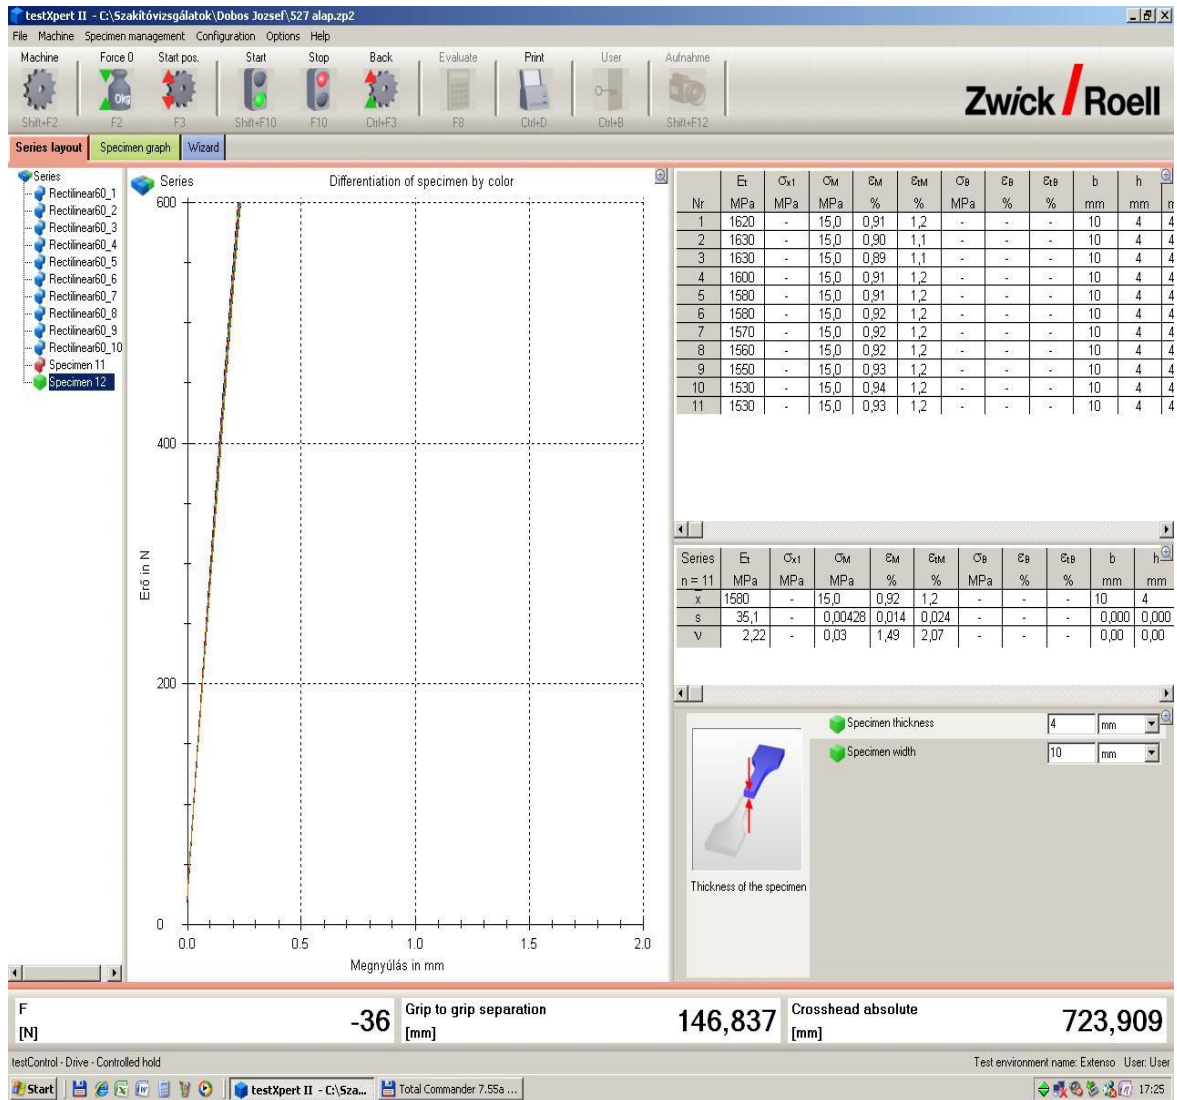 testXpert II - C:\Szakítóvizsgálatok\Dobos Jozsef\527 alap.zp2
File Machine Specimen management Configuration Options Help
Machine Force 0 Start pos. Start Stop Back Evaluate Print User Aufnahme
0kg
Shift+F2 F2 F3 Shift+F10 F10 Ctrl+F3 F8 Ctrl+D Ctrl+B Shift+F12
Zwick / Roell
Series layout Specimen graph Wizard
Series
Rectilinear60_1
Rectilinear60_2
Rectilinear60_3
Rectilinear60_4
Rectilinear60_5
Rectilinear60_6
Rectilinear60_7
Rectilinear60_8
Rectilinear60_9
Rectilinear60_10
Specimen 11
Specimen 12
Series Differentiation of specimen by color
600
400
200
0
Erő in N
0.0 0.5 1.0 1.5 2.0
Megnyúlás in mm
Et σx1 σM εM εtM σB εB εtB b h
Nr MPa MPa MPa % % MPa % % mm mm m
1 1620 - 15,0 0,91 1,2 - - - 10 4 4
2 1630 - 15,0 0,90 1,1 - - - 10 4 4
3 1630 - 15,0 0,89 1,1 - - - 10 4 4
4 1600 - 15,0 0,91 1,2 - - - 10 4 4
5 1580 - 15,0 0,91 1,2 - - - 10 4 4
6 1580 - 15,0 0,92 1,2 - - - 10 4 4
7 1570 - 15,0 0,92 1,2 - - - 10 4 4
8 1560 - 15,0 0,92 1,2 - - - 10 4 4
9 1550 - 15,0 0,93 1,2 - - - 10 4 4
10 1530 - 15,0 0,94 1,2 - - - 10 4 4
11 1530 - 15,0 0,93 1,2 - - - 10 4 4
Series Et σx1 σM εM εtM σB εB εtB b h
n = 11 MPa MPa MPa % % MPa % % mm mm
x̄ 1580 - 15,0 0,92 1,2 - - - 10 4
s 35,1 - 0,00428 0,014 0,024 - - - 0,000 0,000
ν 2,22 - 0,03 1,49 2,07 - - - 0,00 0,00
Specimen thickness 4 mm
Specimen width 10 mm
Thickness of the specimen
F [N] -36
Grip to grip separation [mm] 146,837
Crosshead absolute [mm] 723,909
testControl - Drive - Controlled hold Test environment name: Extenso User: User
Start testXpert II - C:\Sza... Total Commander 7.55a ... 17:25